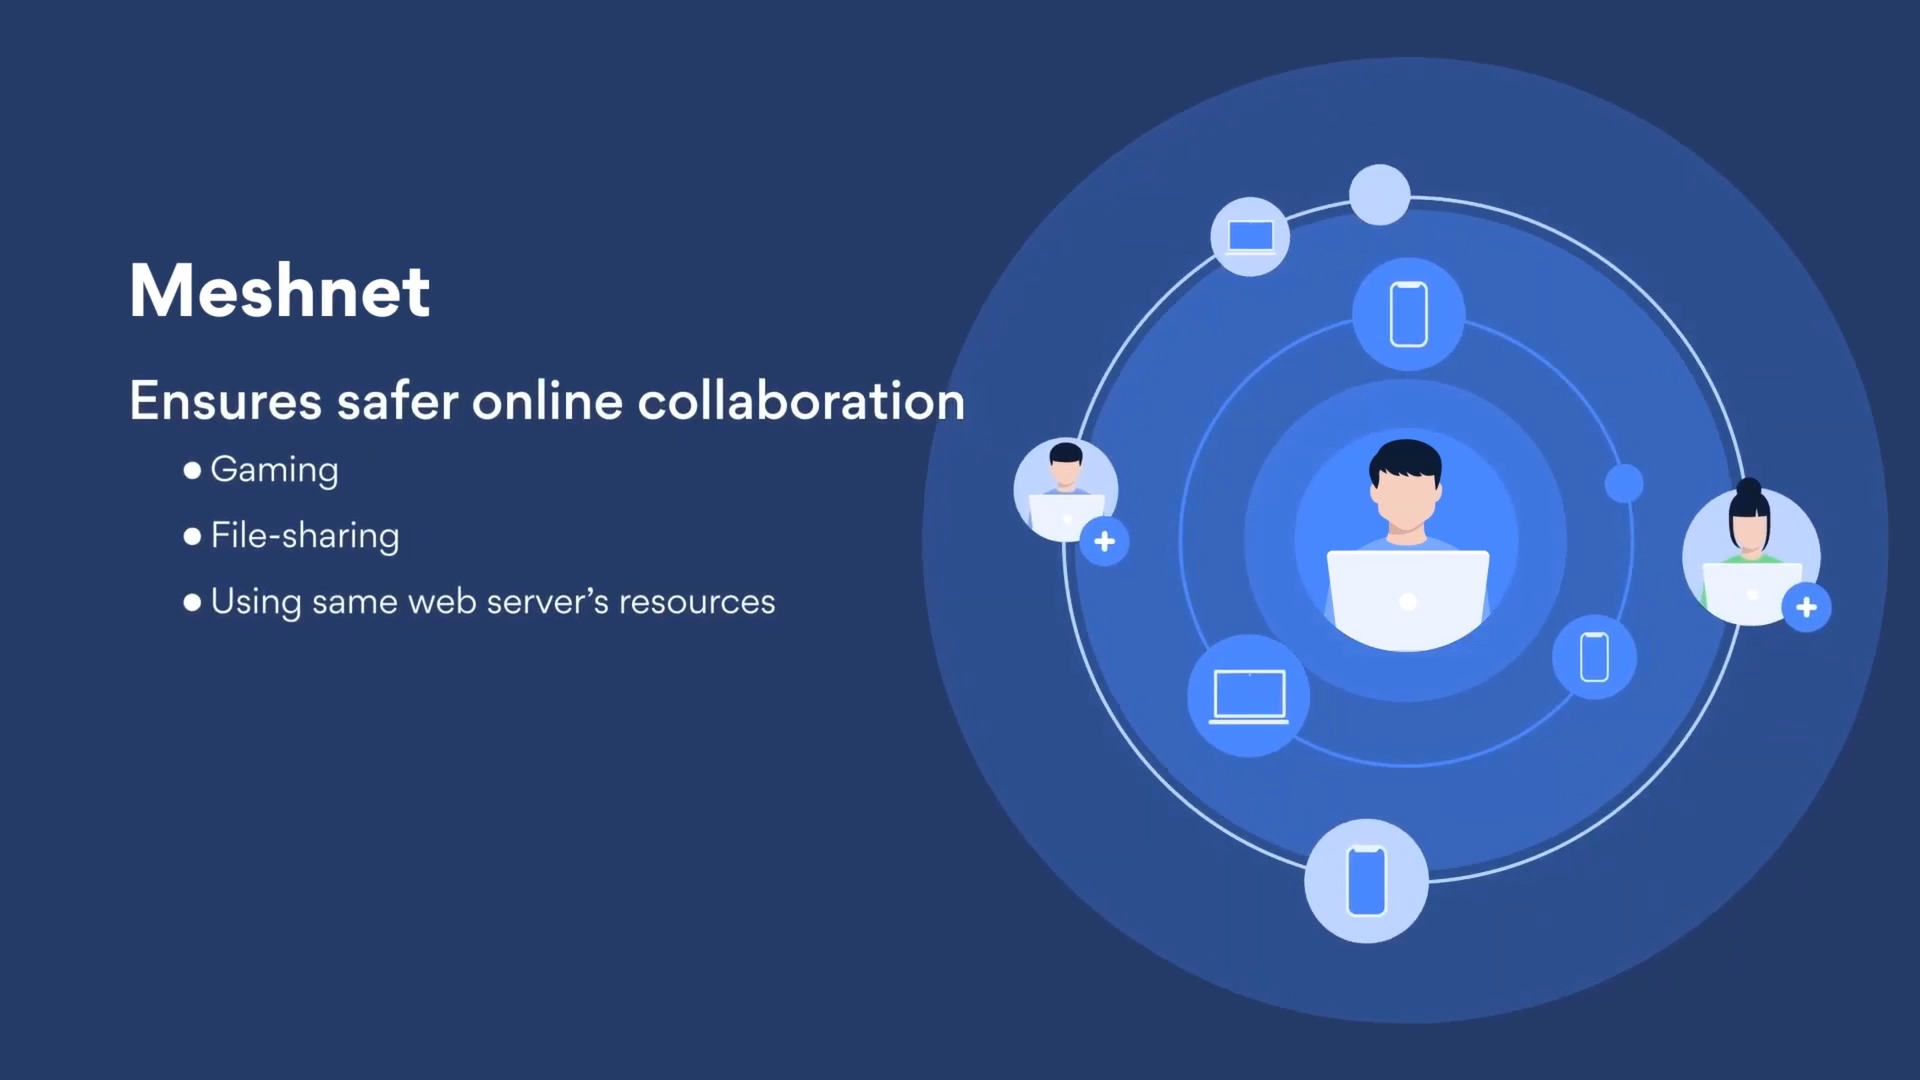 Meshnet
Ensures safer online collaboration
● Gaming
● File-sharing
● Using same web server’s resources